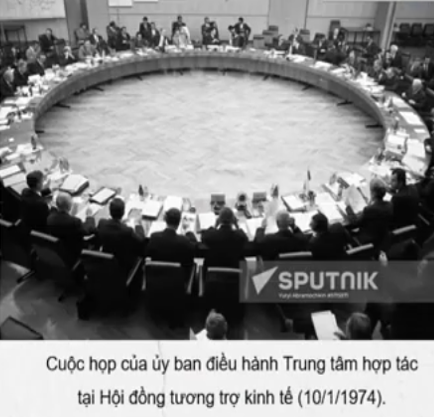 SPUTNIK
Cuộc họp của ủy ban điều hành Trung tâm hợp tác
tại Hội đồng tương trợ kinh tế (10/1/1974).